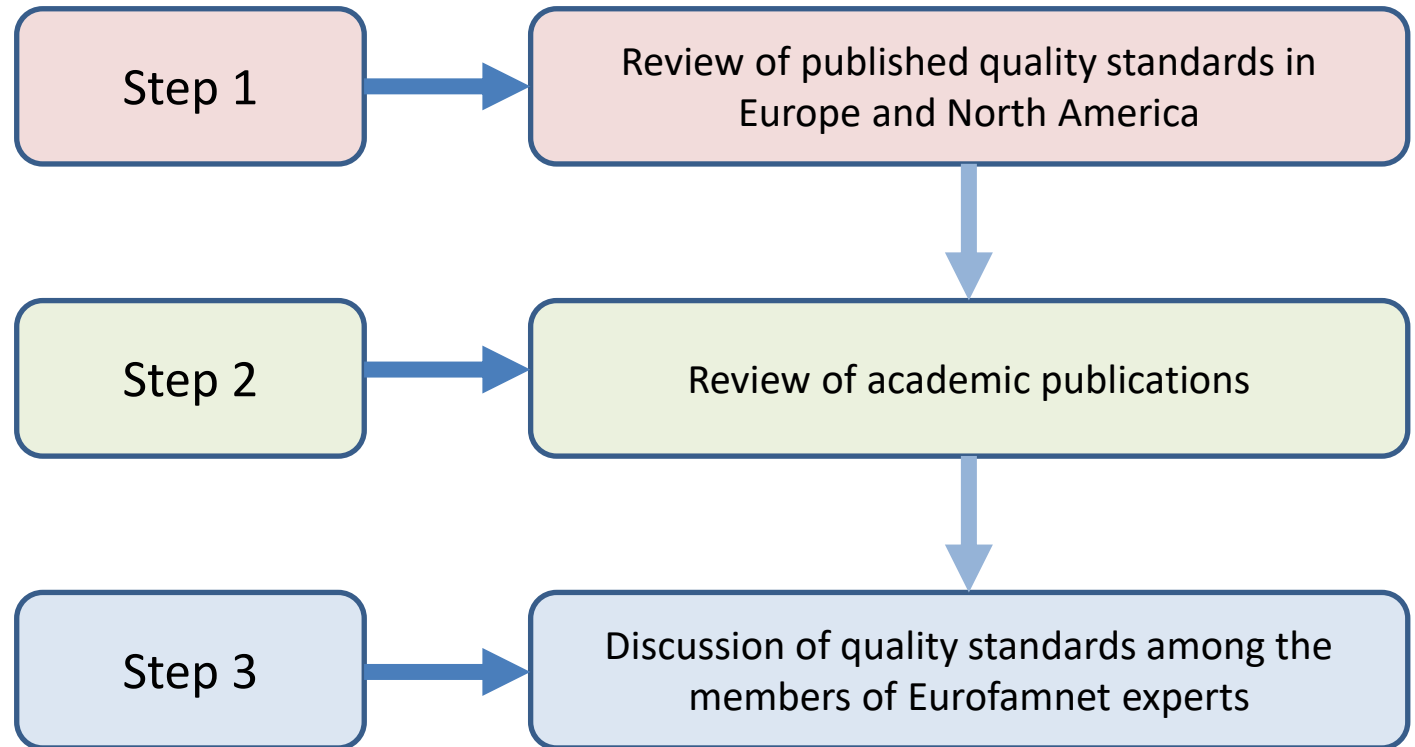 Step 1
Review of published quality standards in
Europe and North America
Step 2
Review of academic publications
Step 3
Discussion of quality standards among the
members of Eurofamnet experts